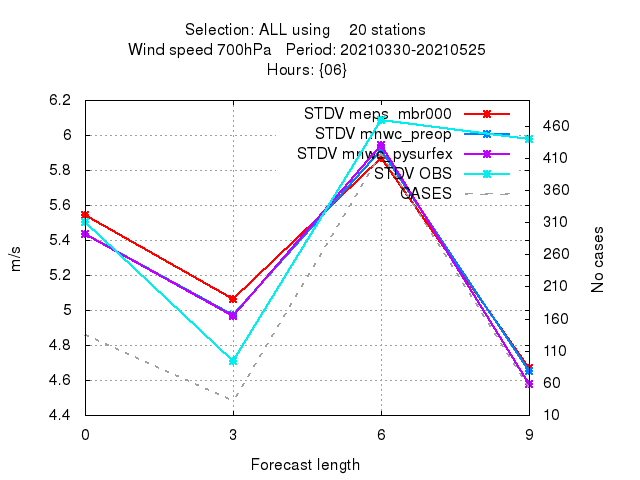 Selection: ALL using    20 stations
Wind speed 700hPa   Period: 20210330-20210525
Hours: {06}
STDV meps_mbr000
STDV mnwc_preop
STDV mnwc_pysurfex
STDV OBS
CASES
6.2
6
5.8
5.6
5.4
5.2
5
4.8
4.6
4.4
m/s
460
410
360
310
260
210
160
110
60
10
No cases
0 3 6 9
Forecast length